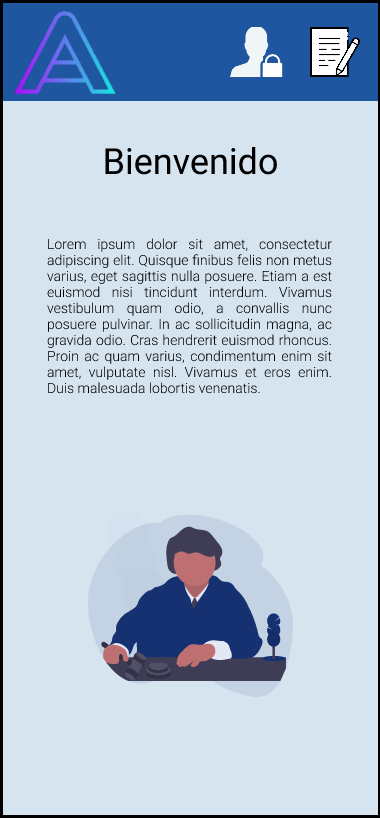 A
Bienvenido
Lorem ipsum dolor sit amet, consectetur
adipiscing elit. Quisque finibus felis non metus
varius, eget sagittis nulla posuere. Etiam a est
euismod nisi tincidunt interdum. Vivamus
vestibulum quam odio, a convallis nunc
posuere pulvinar. In ac sollicitudin magna, ac
gravida odio. Cras hendrerit euismod rhoncus.
Proin ac quam varius, condimentum enim sit
amet, vulputate nisl. Vivamus et eros enim.
Duis malesuada lobortis venenatis.